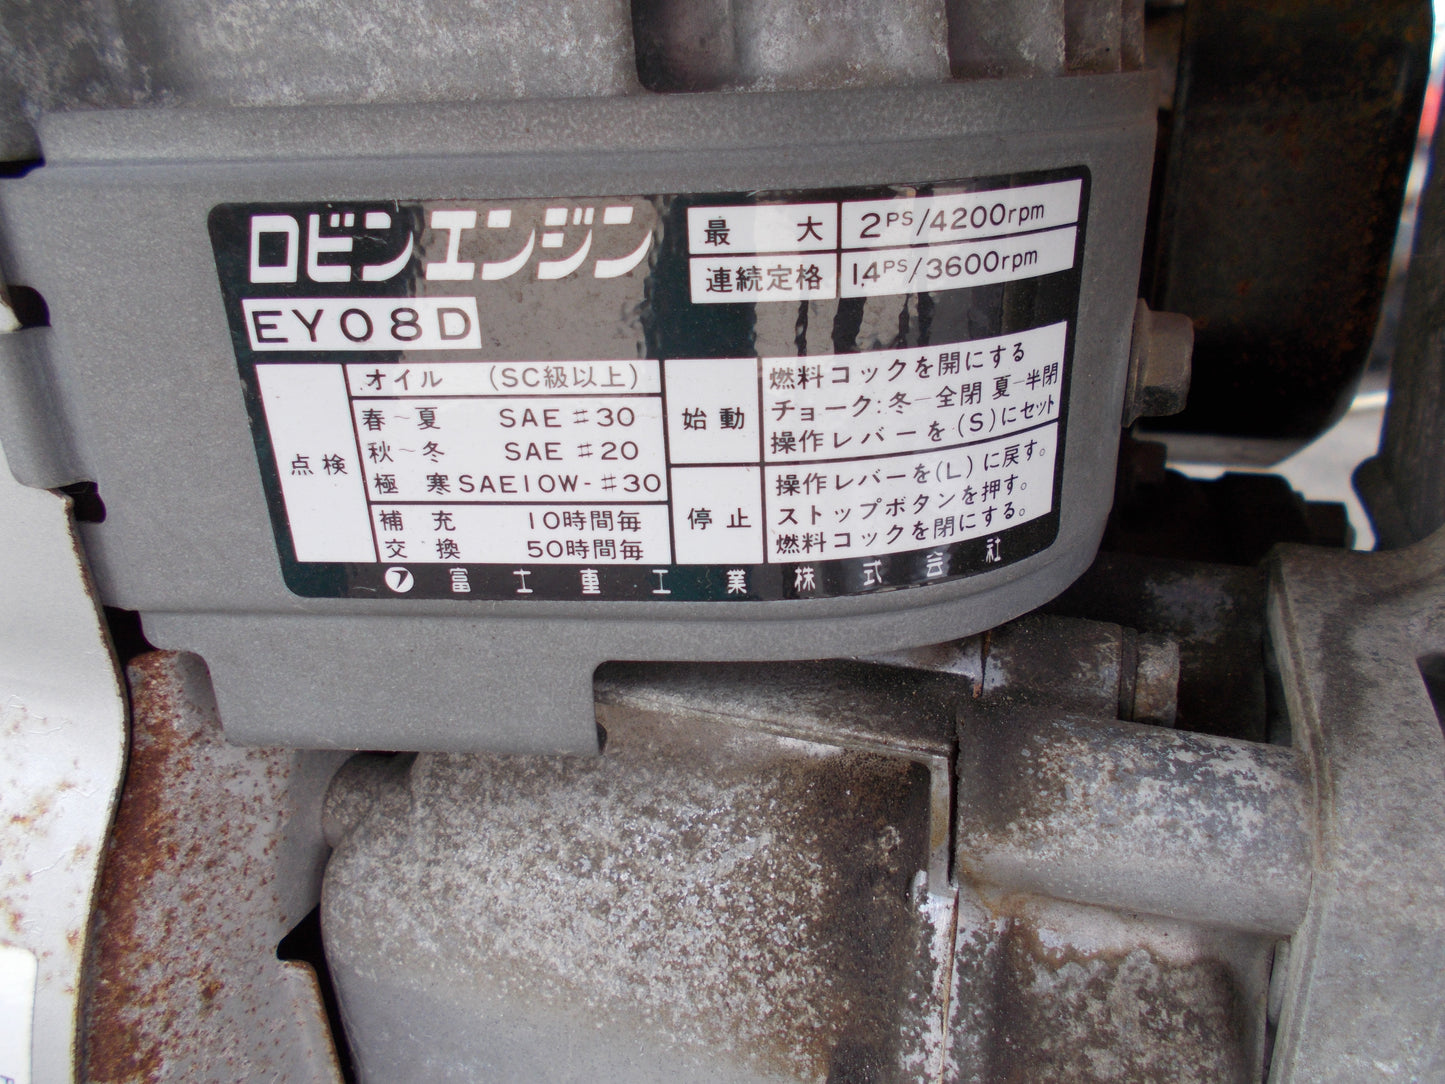 ロビンエンジン
EY08D
最大 2PS/4200rpm
連続定格 1.4PS/3600rpm
点検
オイル (SC級以上)
春〜夏 SAE #30
秋〜冬 SAE #20
極寒 SAE10W-#30
補充 10時間毎
交換 50時間毎
始動
燃料コックを開にする
チョーク:冬-全閉 夏-半閉
操作レバーを(S)にセット
停止
操作レバーを(L)に戻す。
ストップボタンを押す。
燃料コックを閉にする。
フ 富士重工業株式会社